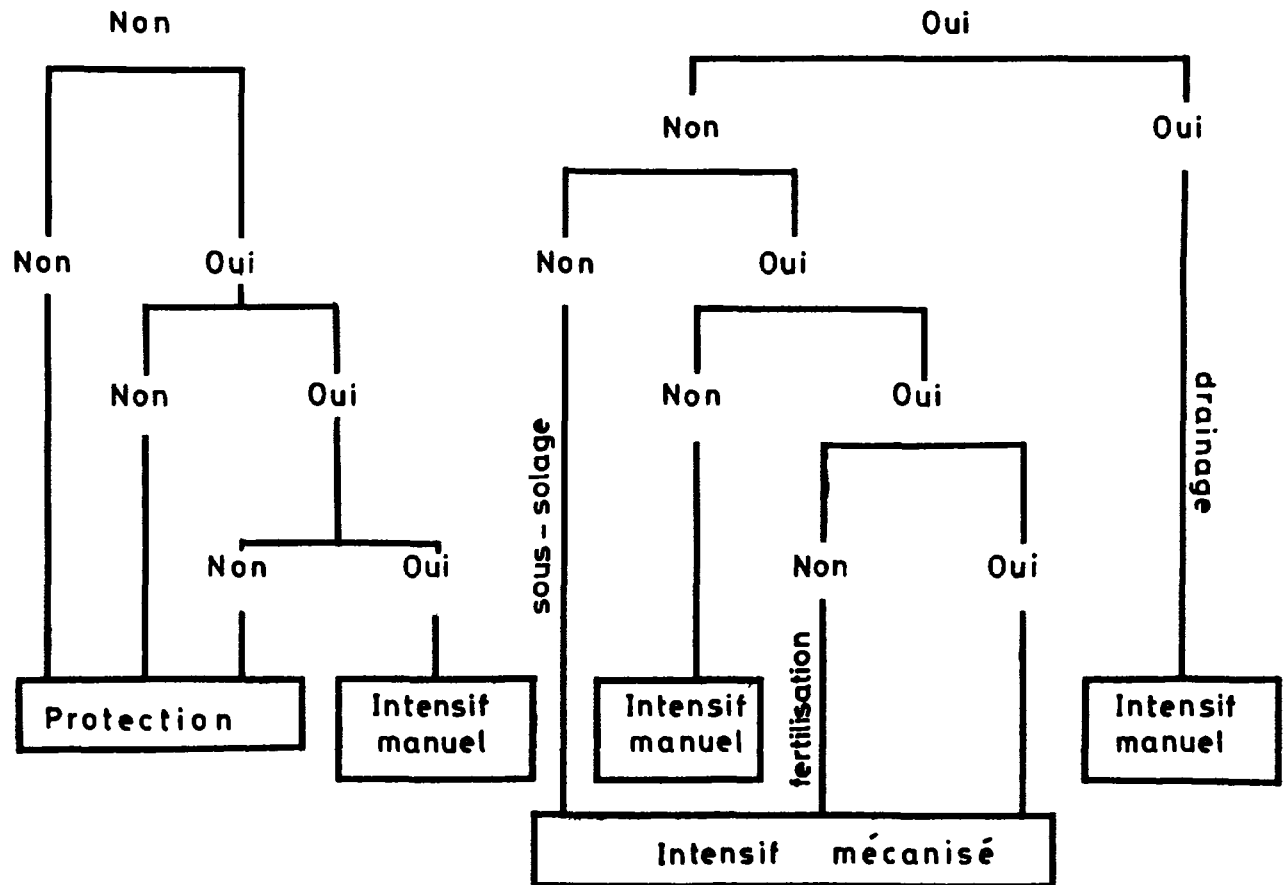 Non Oui
Non Oui
Non Oui Non Oui
Non Oui Non Oui
sous-solage
drainage
Non Oui Non Oui
fertilisation
Protection
Intensif
manuel
Intensif
manuel
Intensif
manuel
Intensif mécanisé